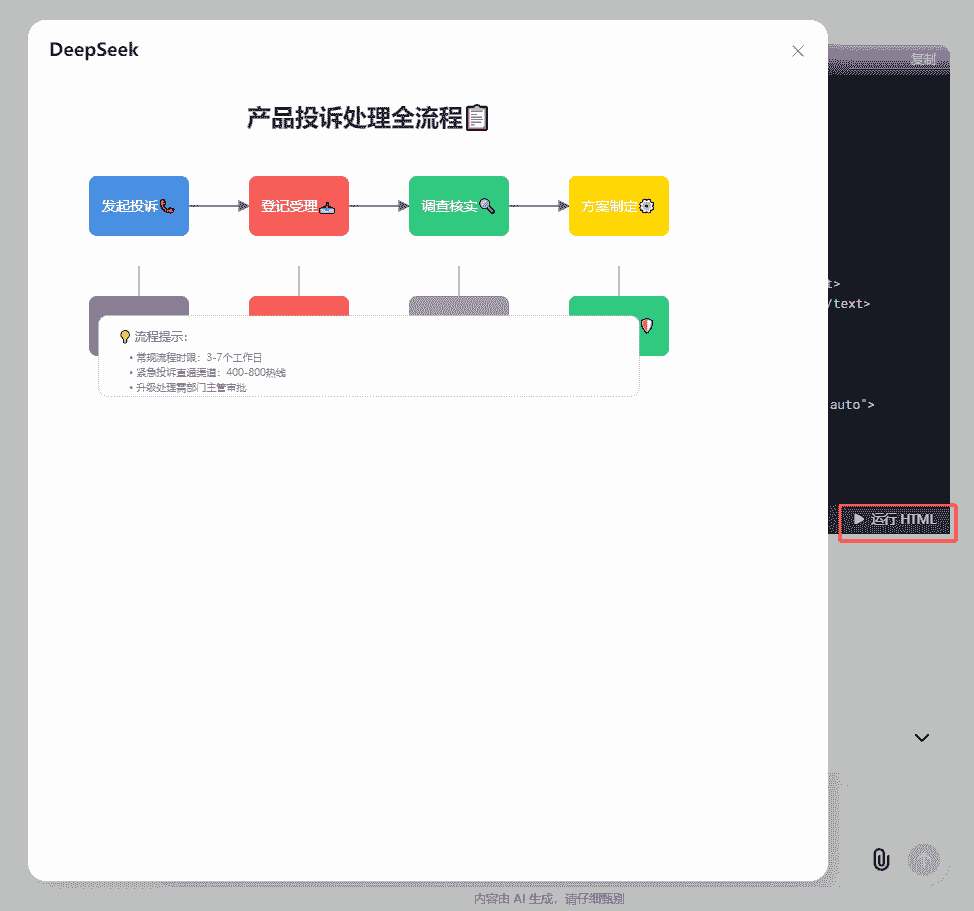 DeepSeek
复制
产品投诉处理全流程
发起投诉
登记受理
调查核实
方案制定
t>
/text>
流程提示:
• 常规流程时限: 3-7个工作日
• 紧急投诉直通渠道: 400-800热线
• 升级处理需部门主管审批
auto">
运行 HTML
内容由 AI 生成, 请仔细甄别